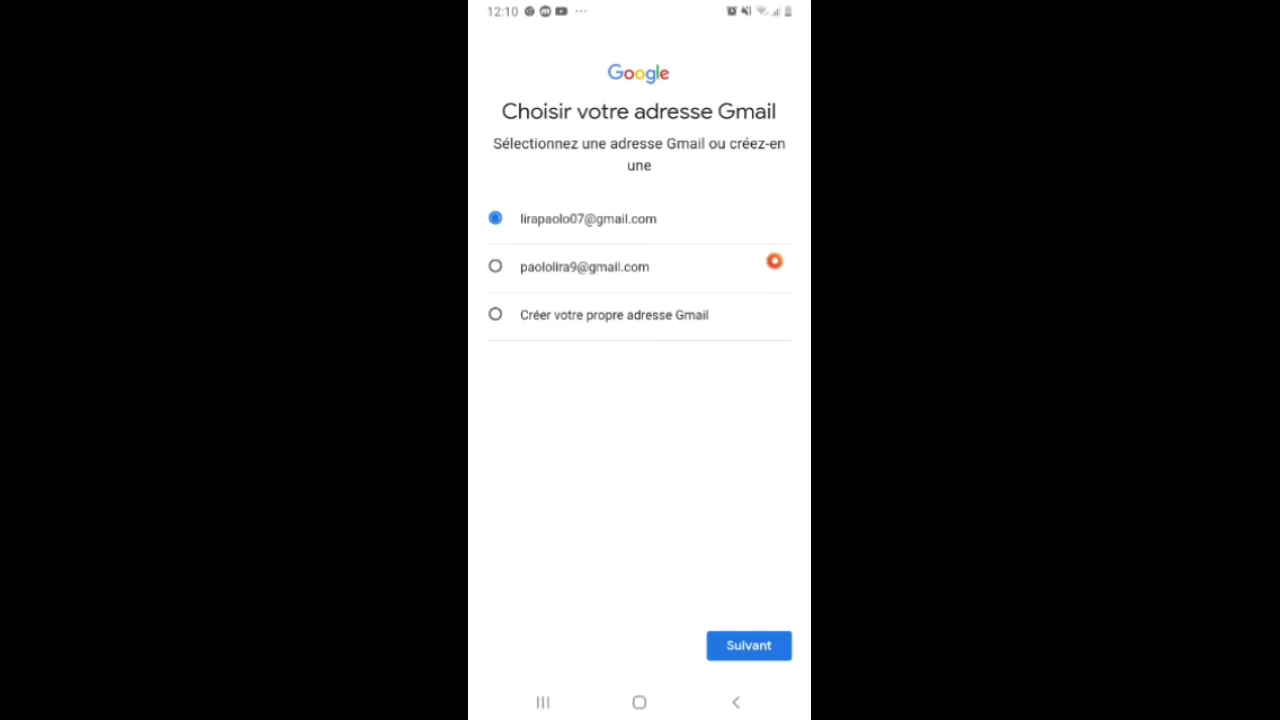 12:10
Google
Choisir votre adresse Gmail
Sélectionnez une adresse Gmail ou créez-en
une
lirapaolo07@gmail.com
paololira9@gmail.com
Créer votre propre adresse Gmail
Suivant